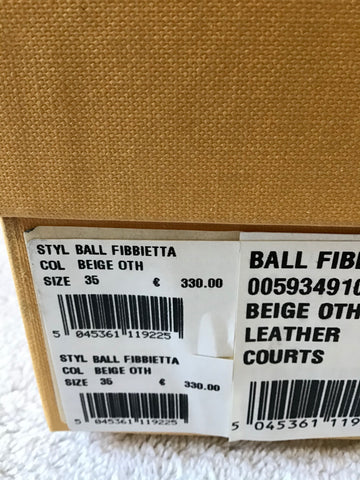 STYL BALL FIBBIETTA
COL BEIGE OTH
SIZE 35 € 330.00
5 045361 119225
STYL BALL FIBBIETTA
COL BEIGE OTH
SIZE 35 € 330.00
5 045361 119225
BALL FIBB
00593491
BEIGE OTH
LEATHER
COURTS
5 045361 11